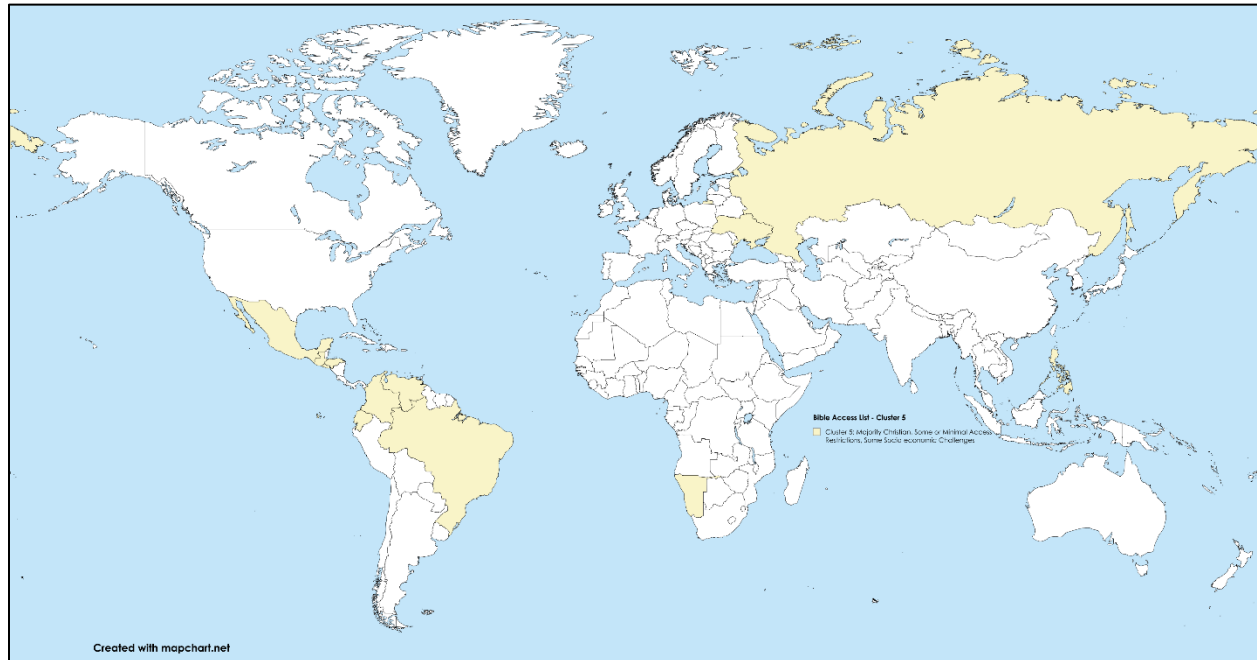 Bible Access List - Cluster 5
Cluster 5: Majority Christian, Some or Minimal Access
Restrictions, Some Socio economic Challenges
Created with mapchart.net